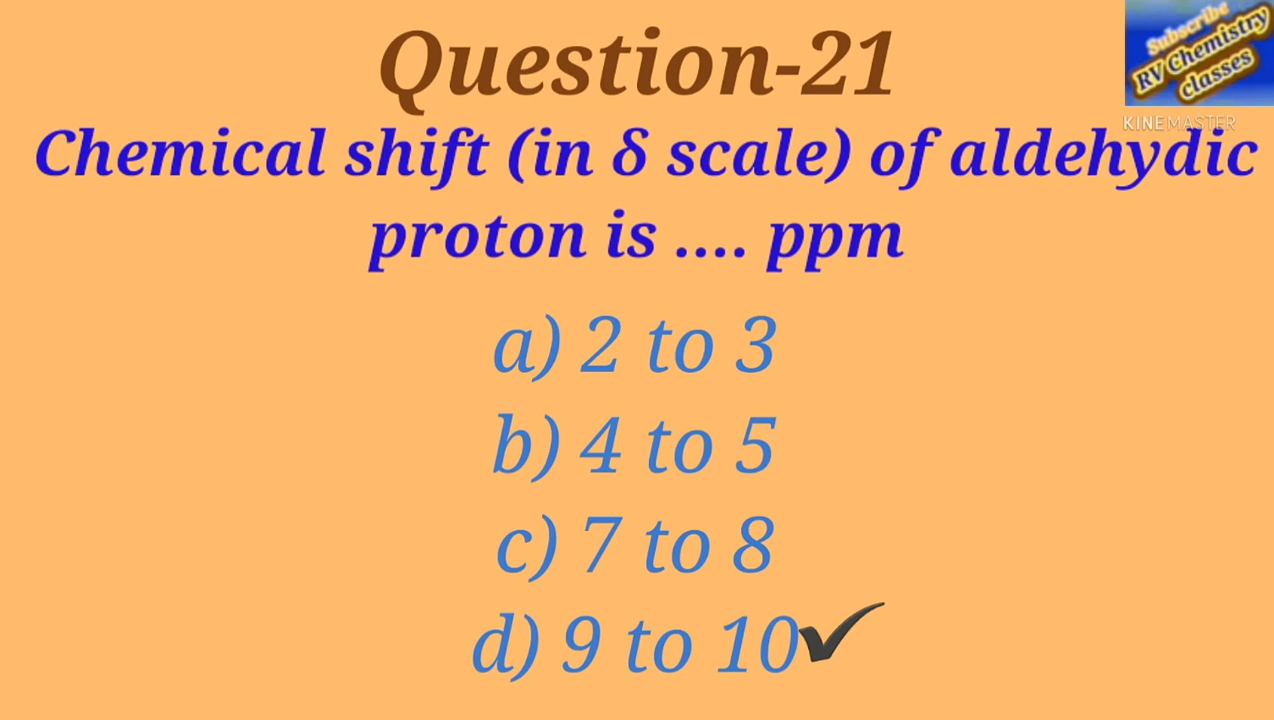 Question-21
Subscribe
RV Chemistry
classes
KINEMASTER
Chemical shift (in δ scale) of aldehydic
proton is .... ppm
a) 2 to 3
b) 4 to 5
c) 7 to 8
d) 9 to 10✔